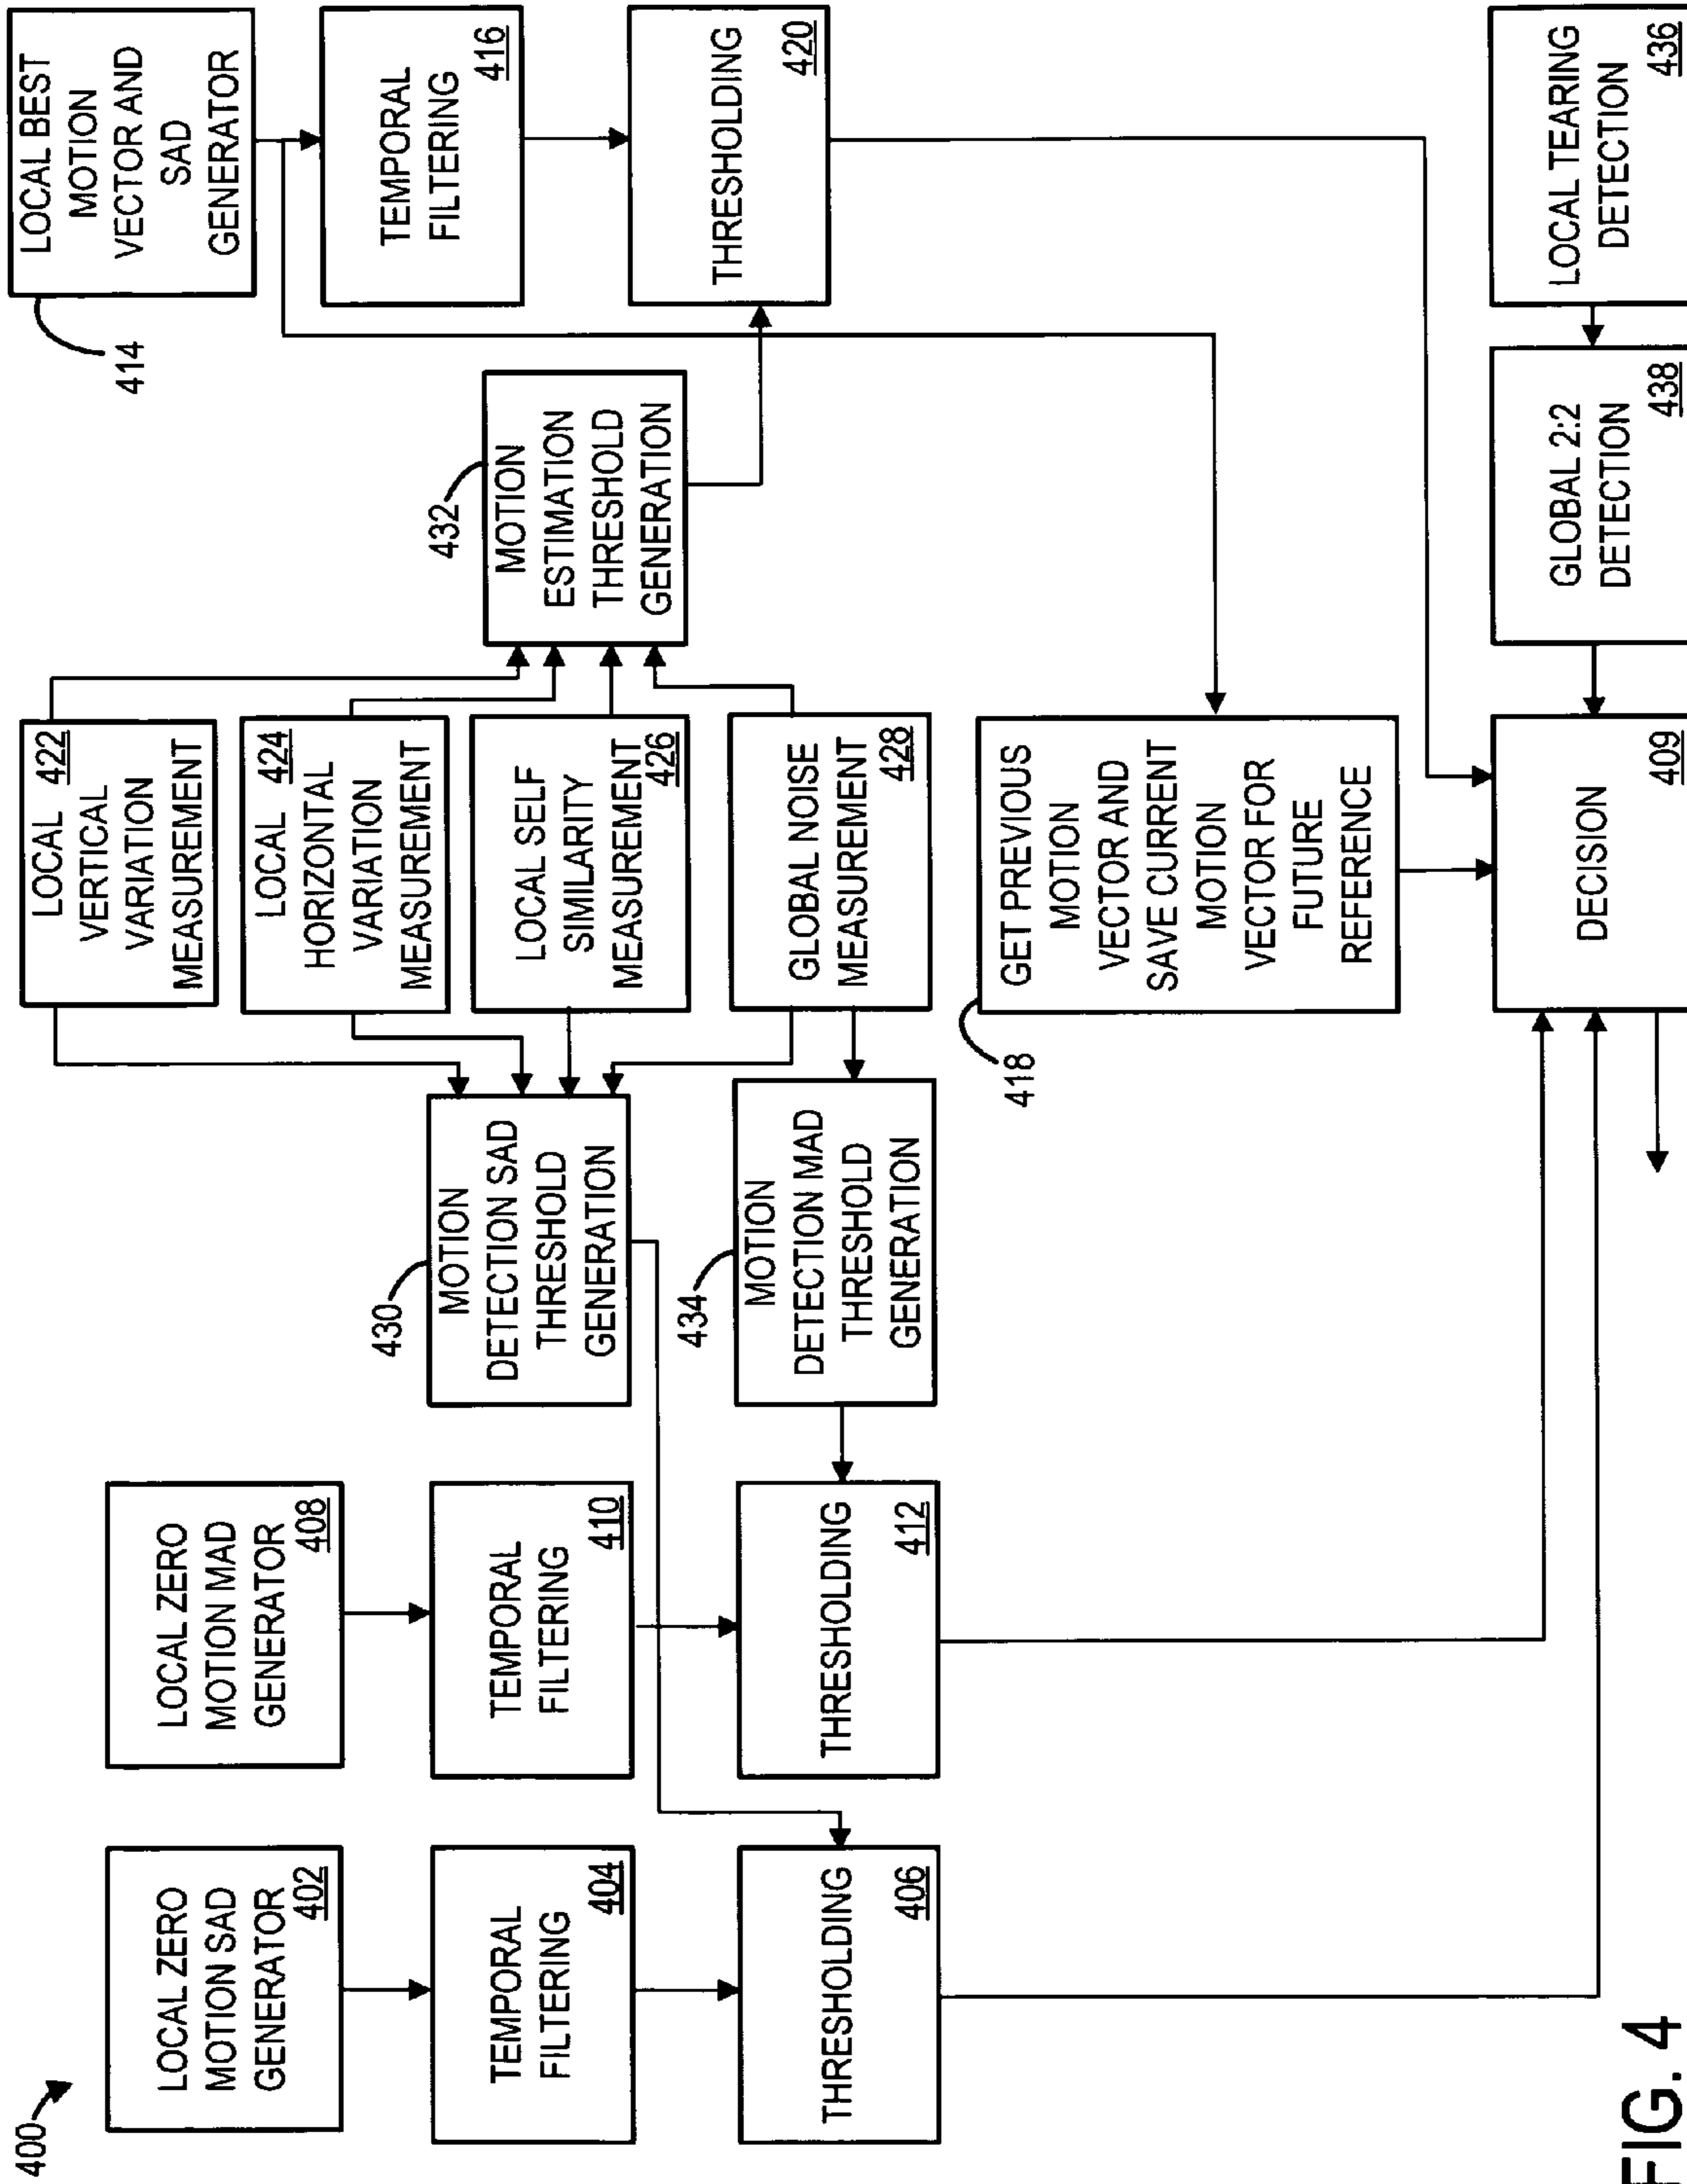 400
LOCAL ZERO
MOTION SAD
GENERATOR
402
TEMPORAL
FILTERING
404
THRESHOLDING
406
LOCAL ZERO
MOTION MAD
GENERATOR
408
TEMPORAL
FILTERING
410
THRESHOLDING
412
430
MOTION
DETECTION SAD
THRESHOLD
GENERATION
434
MOTION
DETECTION MAD
THRESHOLD
GENERATION
LOCAL 422
VERTICAL
VARIATION
MEASUREMENT
LOCAL 424
HORIZONTAL
VARIATION
MEASUREMENT
LOCAL SELF
SIMILARITY
MEASUREMENT
426
GLOBAL NOISE
MEASUREMENT
428
418
GET PREVIOUS
MOTION
VECTOR AND
SAVE CURRENT
MOTION
VECTOR FOR
FUTURE
REFERENCE
DECISION
409
432
MOTION
ESTIMATION
THRESHOLD
GENERATION
414
LOCAL BEST
MOTION
VECTOR AND
SAD
GENERATOR
TEMPORAL
FILTERING
416
THRESHOLDING
420
GLOBAL 2:2
DETECTION
438
LOCAL TEARING
DETECTION
436
FIG. 4